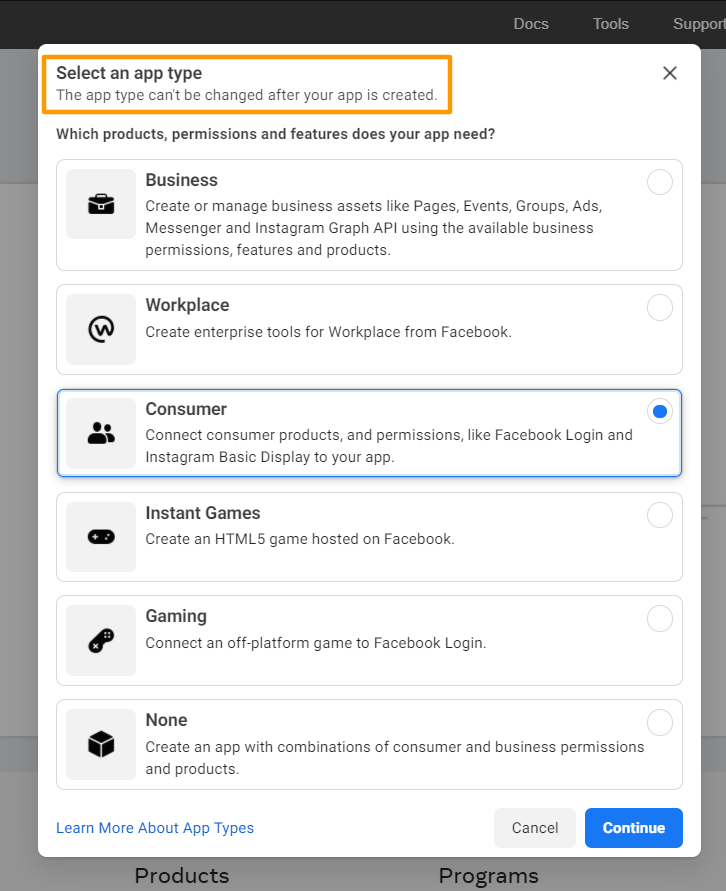 Docs Tools Support
Select an app type
The app type can't be changed after your app is created.
Which products, permissions and features does your app need?
Business
Create or manage business assets like Pages, Events, Groups, Ads,
Messenger and Instagram Graph API using the available business
permissions, features and products.
Workplace
Create enterprise tools for Workplace from Facebook.
Consumer
Connect consumer products, and permissions, like Facebook Login and
Instagram Basic Display to your app.
Instant Games
Create an HTML5 game hosted on Facebook.
Gaming
Connect an off-platform game to Facebook Login.
None
Create an app with combinations of consumer and business permissions
and products.
Learn More About App Types Cancel Continue
Products Programs